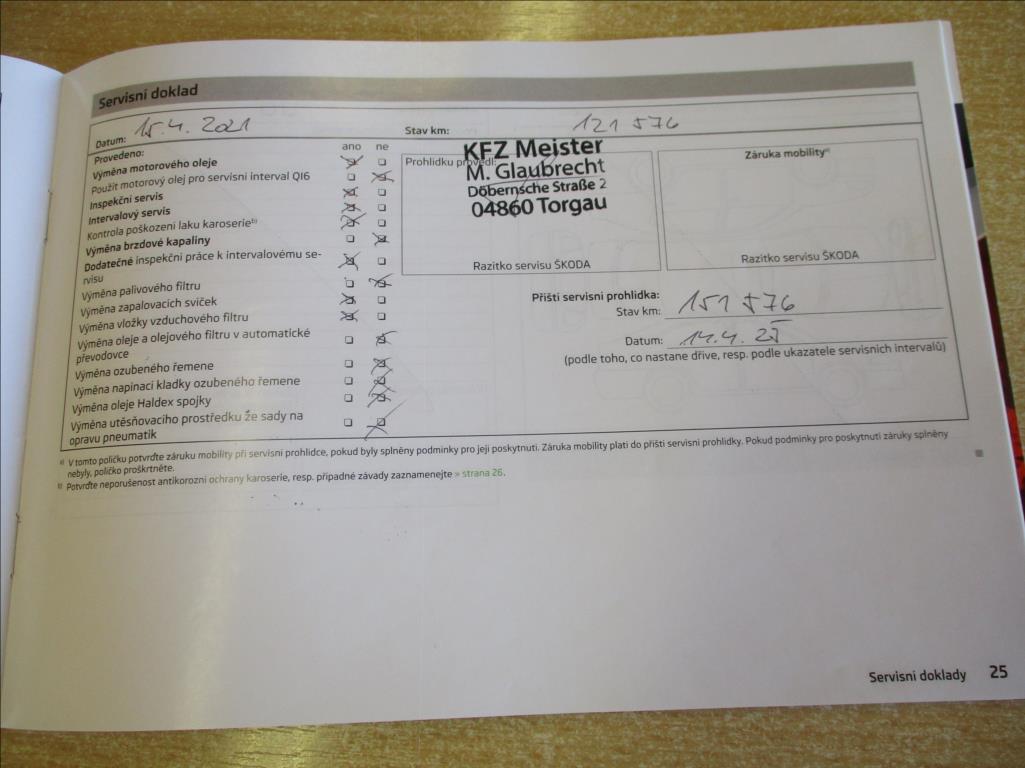 Servisní doklad
Datum: 15.4. 2021
Stav km: 121 576
Provedeno:
ano ne
Výměna motorového oleje
Použit motorový olej pro servisní interval QI6
Inspekční servis
Intervalový servis
Kontrola poškození laku karoserieᵇ⁾
Výměna brzdové kapaliny
Dodatečné inspekční práce k intervalovému se-
rvisu
Výměna palivového filtru
Výměna zapalovacích svíček
Výměna vložky vzduchového filtru
Výměna oleje a olejového filtru v automatické
převodovce
Výměna ozubeného řemene
Výměna napínací kladky ozubeného řemene
Výměna oleje Haldex spojky
Výměna utěsňovacího prostředku ze sady na
opravu pneumatik
Prohlídku provedl:
KFZ Meister
M. Glaubrecht
Döbernsche Straße 2
04860 Torgau
Razítko servisu ŠKODA
Záruka mobilityᵃ⁾
Razítko servisu ŠKODA
Příští servisní prohlídka:
Stav km: 151 576
Datum: 14.4.
(podle toho, co nastane dříve, resp. podle ukazatele servisních intervalů)
ᵃ⁾ V tomto políčku potvrďte záruku mobility při servisní prohlídce, pokud byly splněny podmínky pro její poskytnutí. Záruka mobility platí do příští servisní prohlídky. Pokud podmínky pro poskytnutí záruky splněny
nebyly, políčko proškrtněte.
ᵇ⁾ Potvrďte neporušenost antikorozní ochrany karoserie, resp. případné závady zaznamenejte » strana 26.
Servisní doklady 25